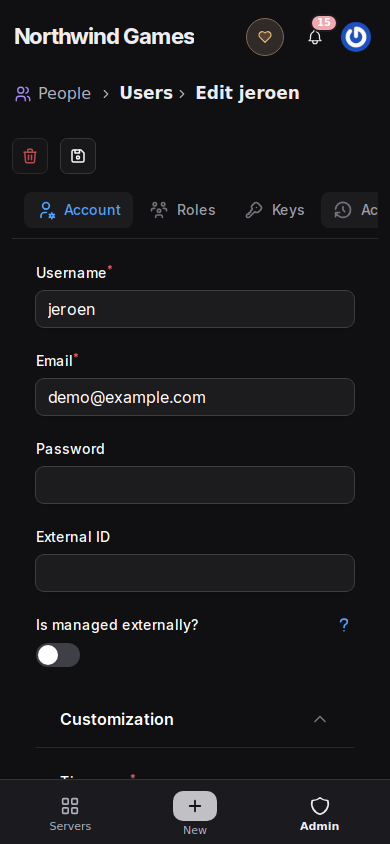 Northwind Games
15
People > Users > Edit jeroen
Account Roles Keys Ac
Username*
jeroen
Email*
demo@example.com
Password
External ID
Is managed externally? ?
Customization
Servers New Admin